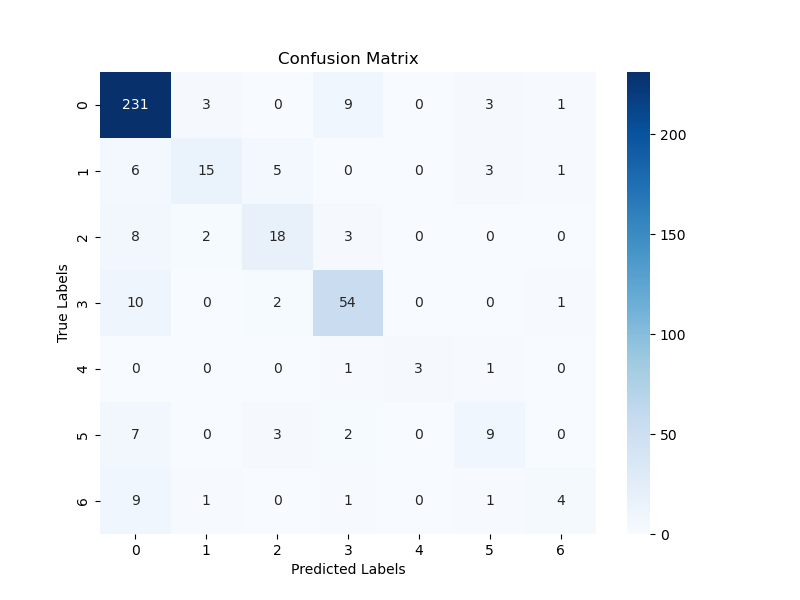 Confusion Matrix
0 231 3 0 9 0 3 1
1 6 15 5 0 0 3 1
2 8 2 18 3 0 0 0
3 10 0 2 54 0 0 1
4 0 0 0 1 3 1 0
5 7 0 3 2 0 9 0
6 9 1 0 1 0 1 4
0 1 2 3 4 5 6
Predicted Labels
True Labels
200
150
100
50
0